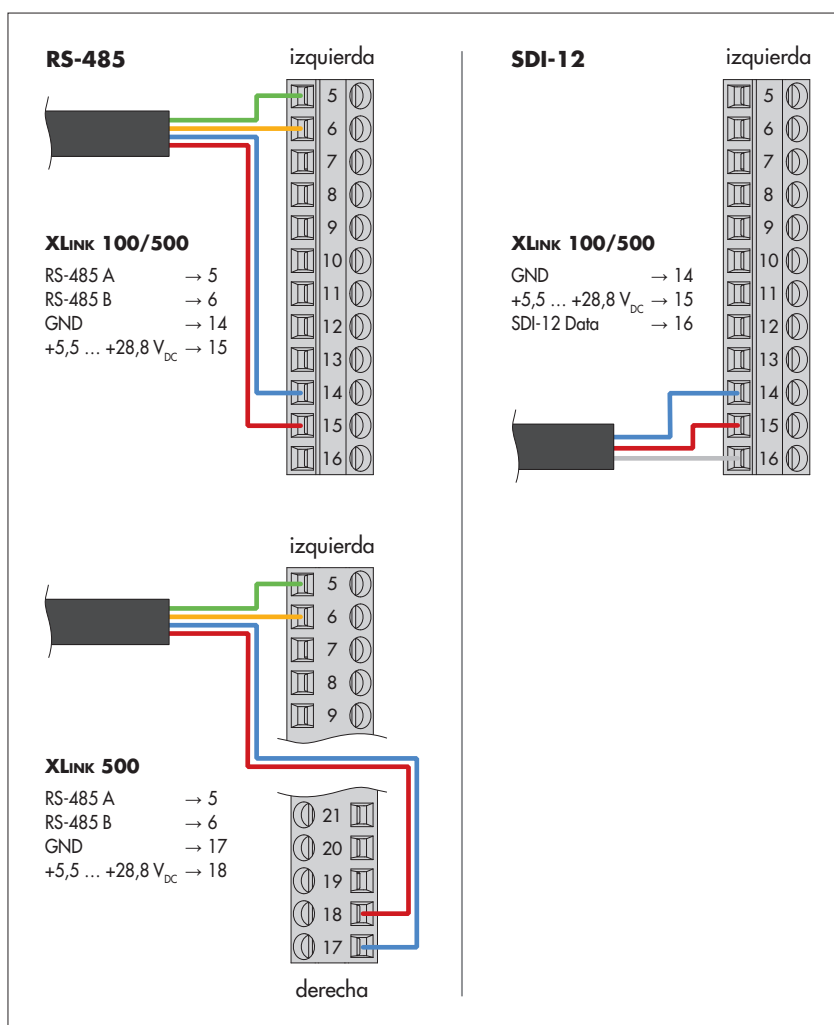 RS-485
izquierda
5
6
7
8
9
10
11
12
13
14
15
16
XLINK 100/500
RS-485 A → 5
RS-485 B → 6
GND → 14
+5,5 ... +28,8 V_DC → 15
izquierda
5
6
7
8
9
XLINK 500
RS-485 A → 5
RS-485 B → 6
GND → 17
+5,5 ... +28,8 V_DC → 18
21
20
19
18
17
derecha
SDI-12
izquierda
5
6
7
8
9
10
11
12
13
14
15
16
XLINK 100/500
GND → 14
+5,5 ... +28,8 V_DC → 15
SDI-12 Data → 16